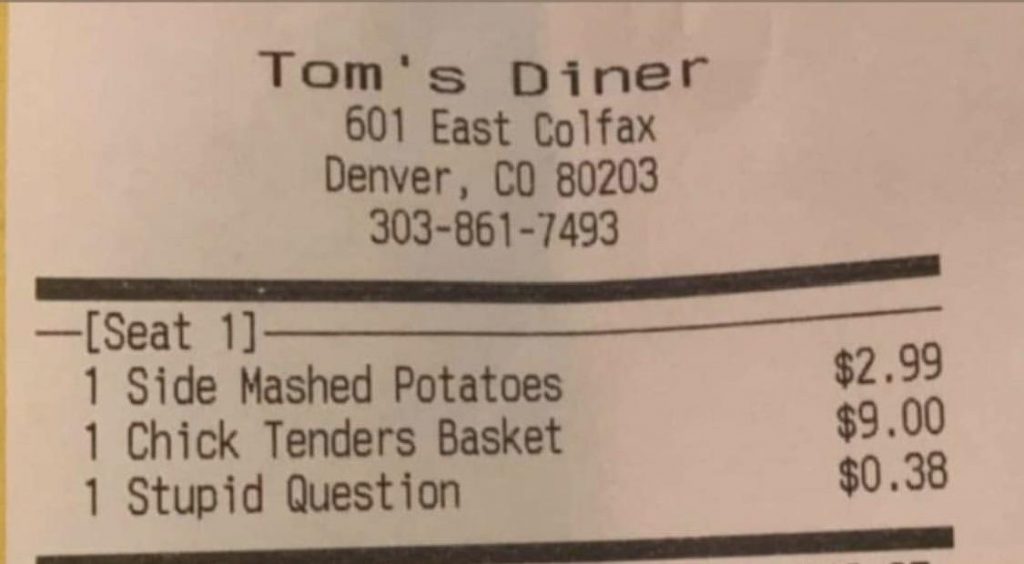 Tom's Diner
601 East Colfax
Denver, CO 80203
303-861-7493
[Seat 1]
1 Side Mashed Potatoes $2.99
1 Chick Tenders Basket $9.00
1 Stupid Question $0.38